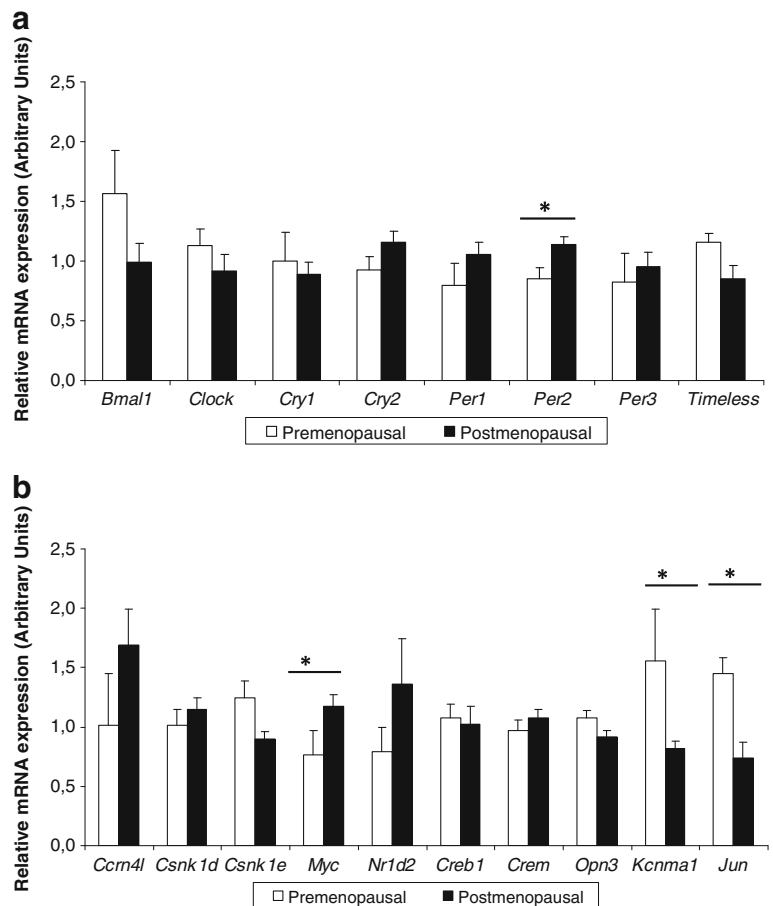 a
Relative mRNA expression (Arbitrary Units)
2,5
2,0
1,5
1,0
0,5
0,0
*
Bmal1 Clock Cry1 Cry2 Per1 Per2 Per3 Timeless
Premenopausal Postmenopausal
b
Relative mRNA expression (Arbitrary Units)
2,5
2,0
1,5
1,0
0,5
0,0
* * *
Ccrn4l Csnk1d Csnk1e Myc Nr1d2 Creb1 Crem Opn3 Kcnma1 Jun
Premenopausal Postmenopausal